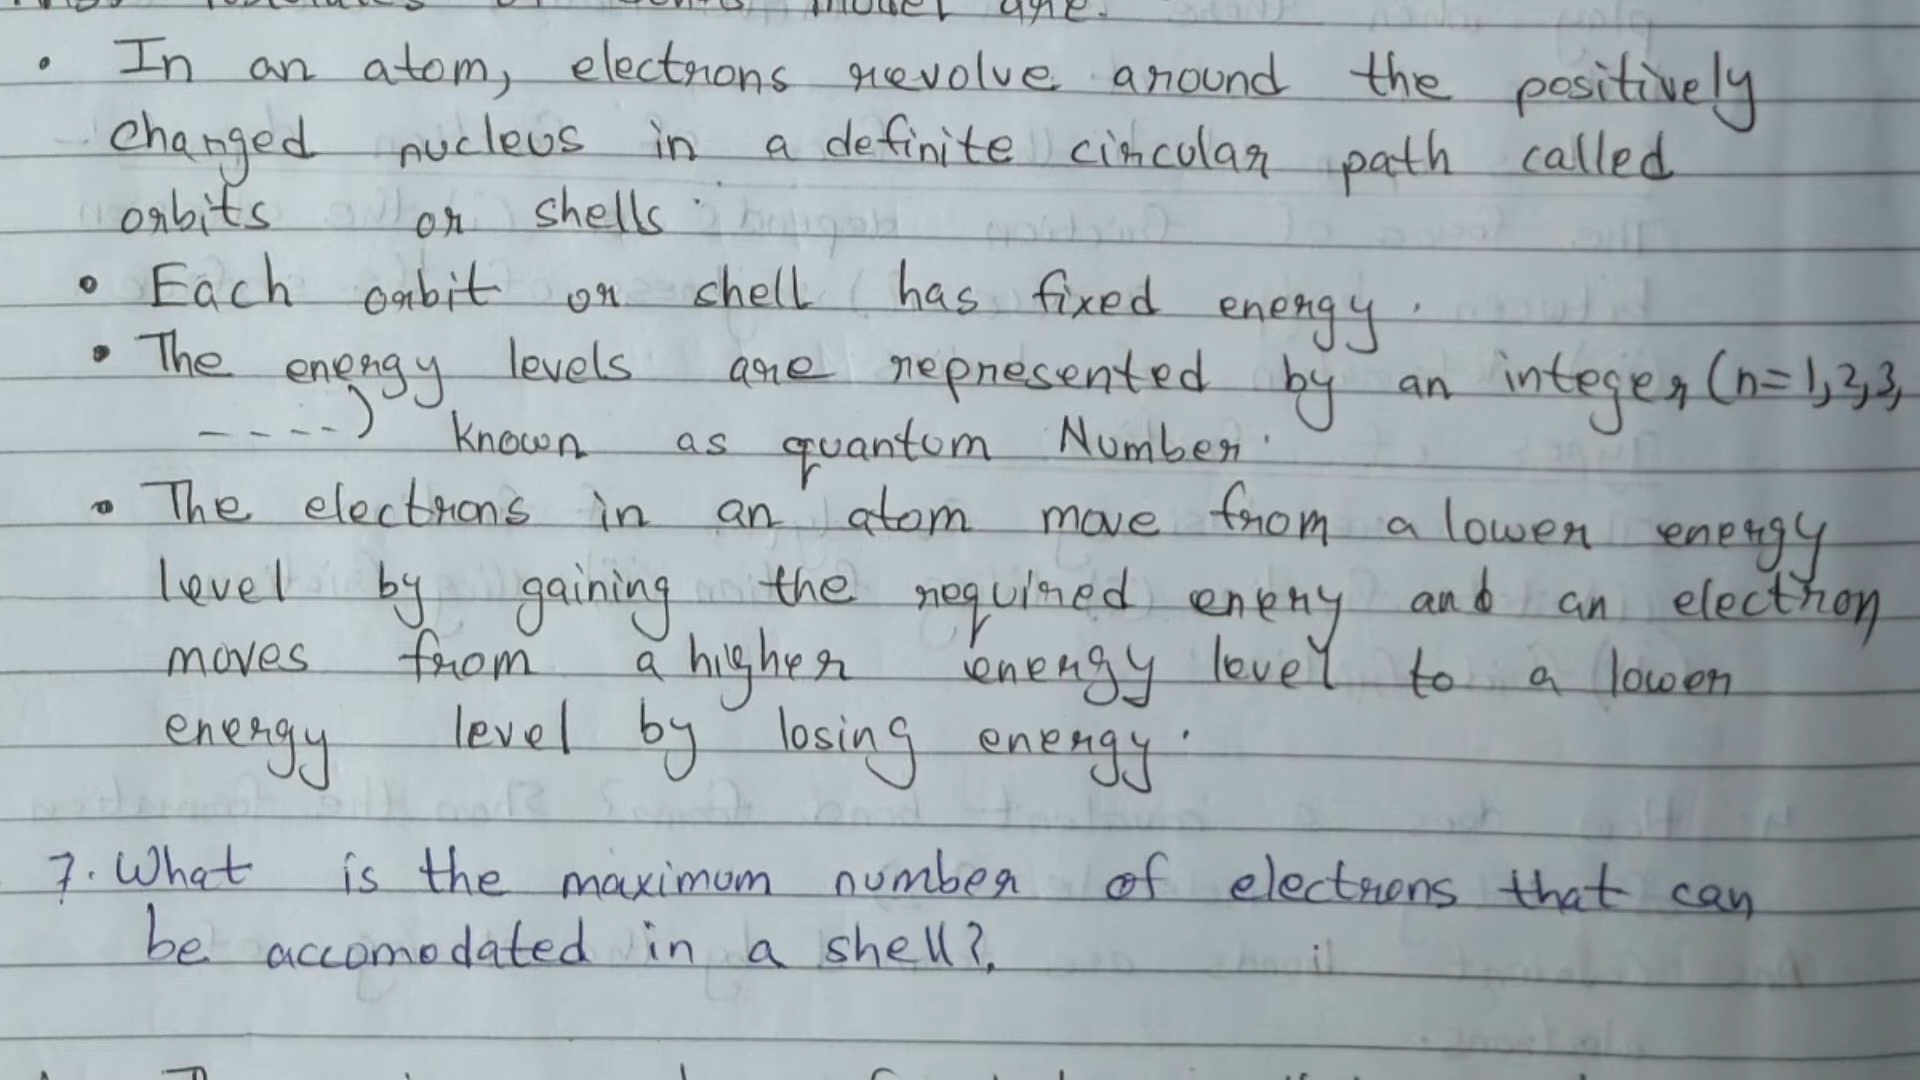 model are.
• In an atom, electrons revolve around the positively
charged nucleus in a definite circular path called
orbits or shells.
• Each orbit or shell has fixed energy.
• The energy levels are represented by an integer (n=1,2,3,
----) known as quantum Number.
• The electrons in an atom move from a lower energy
level by gaining the required enery and an electron
moves from a higher energy level to a lower
energy level by losing energy.
7. What is the maximum number of electrons that can
be accomodated in a shell?.